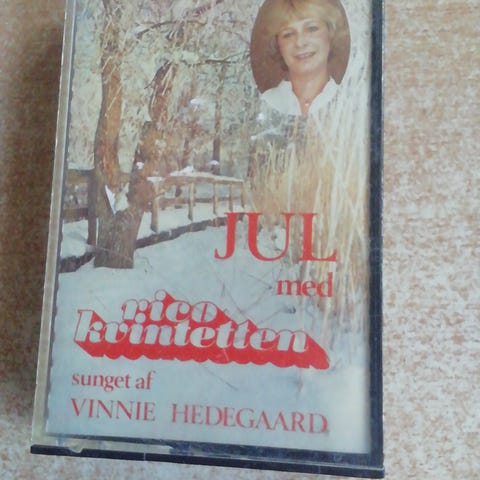 JUL
med
rico
kvintetten
sunget af
VINNIE HEDEGAARD